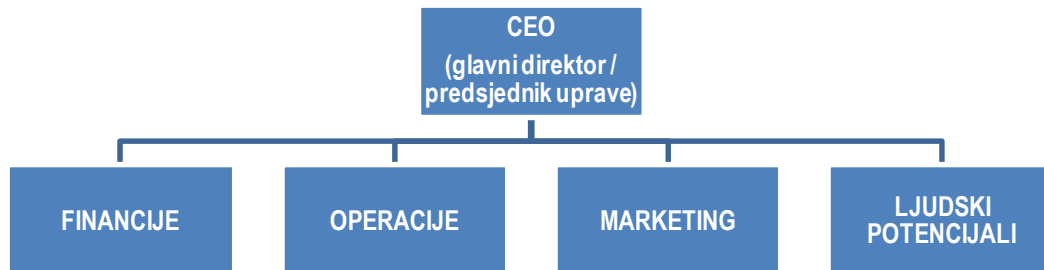 CEO
(glavni direktor /
predsjednik uprave)
FINANCIJE
OPERACIJE
MARKETING
LJUDSKI
POTENCIJALI